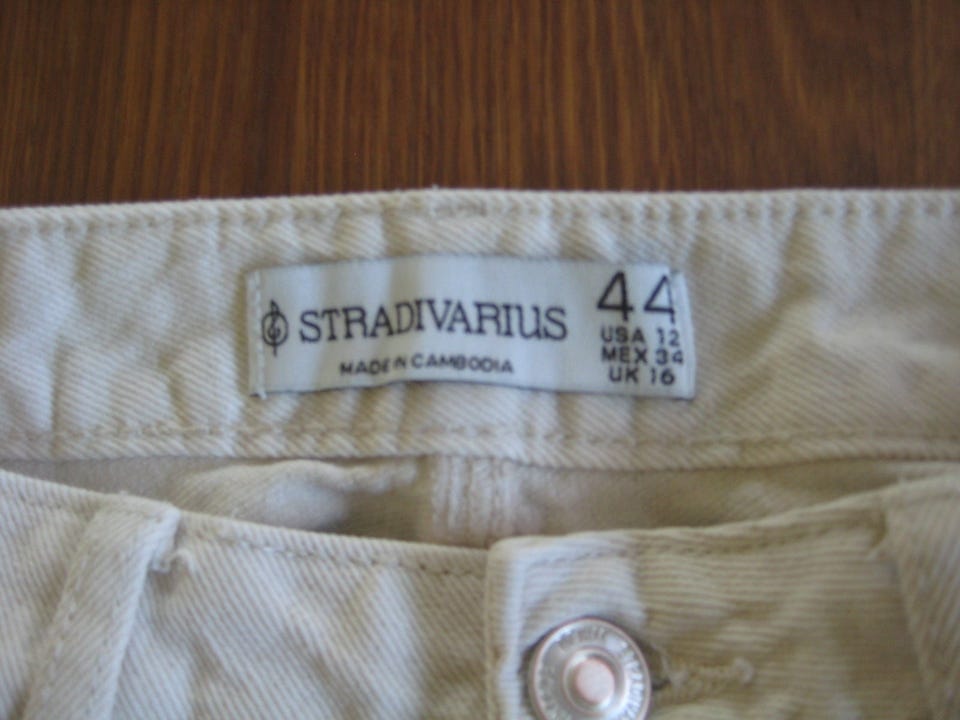 STRADIVARIUS
MADE IN CAMBODIA
44
USA 12
MEX 34
UK 16